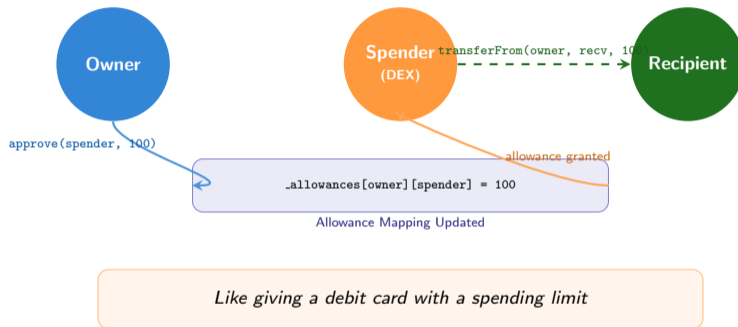 Owner
Spender
(DEX)
transferFrom(owner, recv, 100)
Recipient
approve(spender, 100)
allowance granted
_allowances[owner][spender] = 100
Allowance Mapping Updated
Like giving a debit card with a spending limit